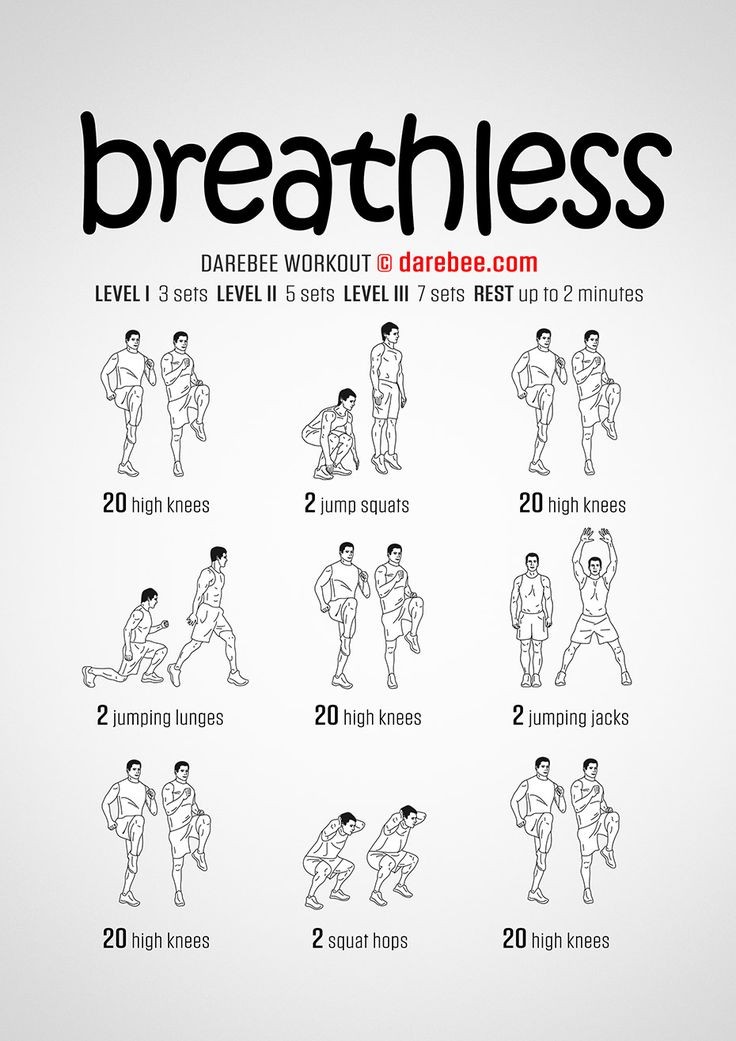 breathless
DAREBEE WORKOUT © darebee.com
LEVEL I 3 sets LEVEL II 5 sets LEVEL III 7 sets REST up to 2 minutes
20 high knees
2 jump squats
20 high knees
2 jumping lunges
20 high knees
2 jumping jacks
20 high knees
2 squat hops
20 high knees